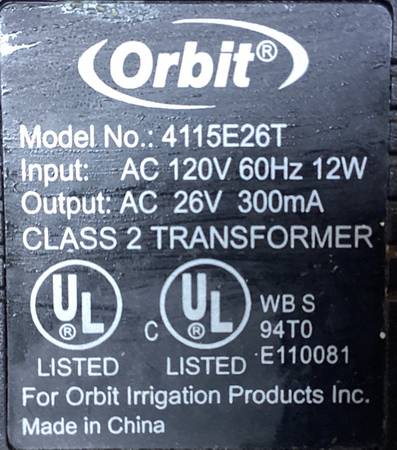 Orbit®
Model No.: 4115E26T
Input: AC 120V 60Hz 12W
Output: AC 26V 300mA
CLASS 2 TRANSFORMER
UL® LISTED
C UL® LISTED
WB S
94T0
E110081
For Orbit Irrigation Products Inc.
Made in China